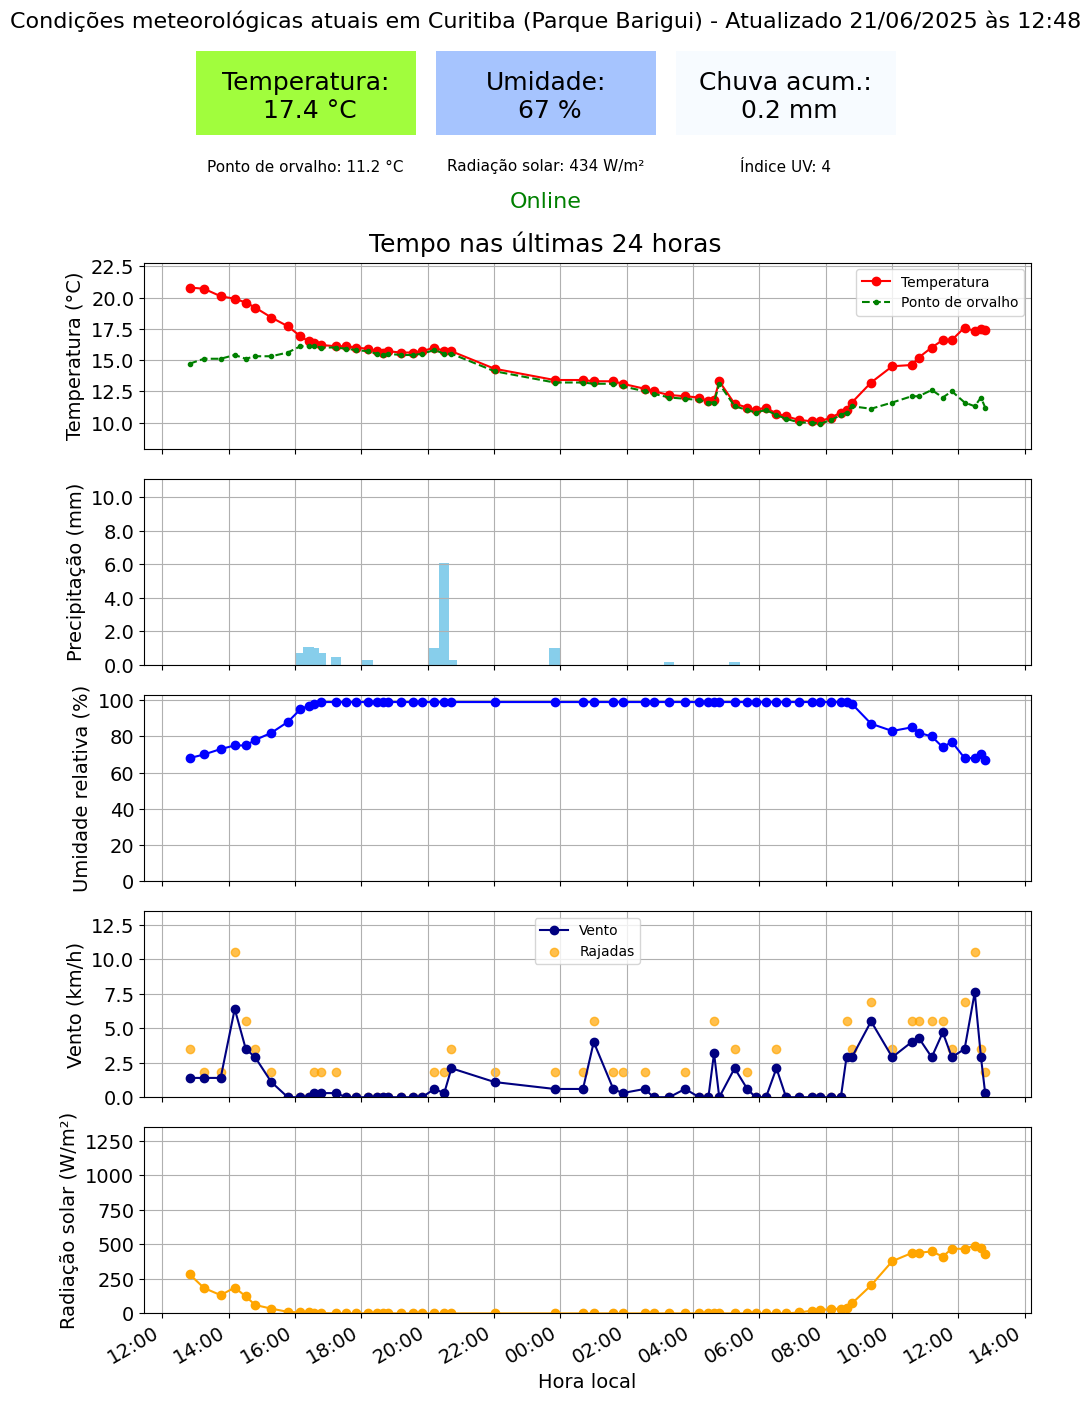 Condições meteorológicas atuais em Curitiba (Parque Barigui) - Atualizado 21/06/2025 às 12:48
Temperatura:
17.4 °C
Umidade:
67 %
Chuva acum.:
0.2 mm
Ponto de orvalho: 11.2 °C
Radiação solar: 434 W/m²
Índice UV: 4
Online
Tempo nas últimas 24 horas
Temperatura (°C)
22.5
20.0
17.5
15.0
12.5
10.0
Temperatura
Ponto de orvalho
Precipitação (mm)
10.0
8.0
6.0
4.0
2.0
0.0
Umidade relativa (%)
100
80
60
40
20
0
Vento (km/h)
12.5
10.0
7.5
5.0
2.5
0.0
Vento
Rajadas
Radiação solar (W/m²)
1250
1000
750
500
250
0
12:00
14:00
16:00
18:00
20:00
22:00
00:00
02:00
04:00
06:00
08:00
10:00
12:00
14:00
Hora local